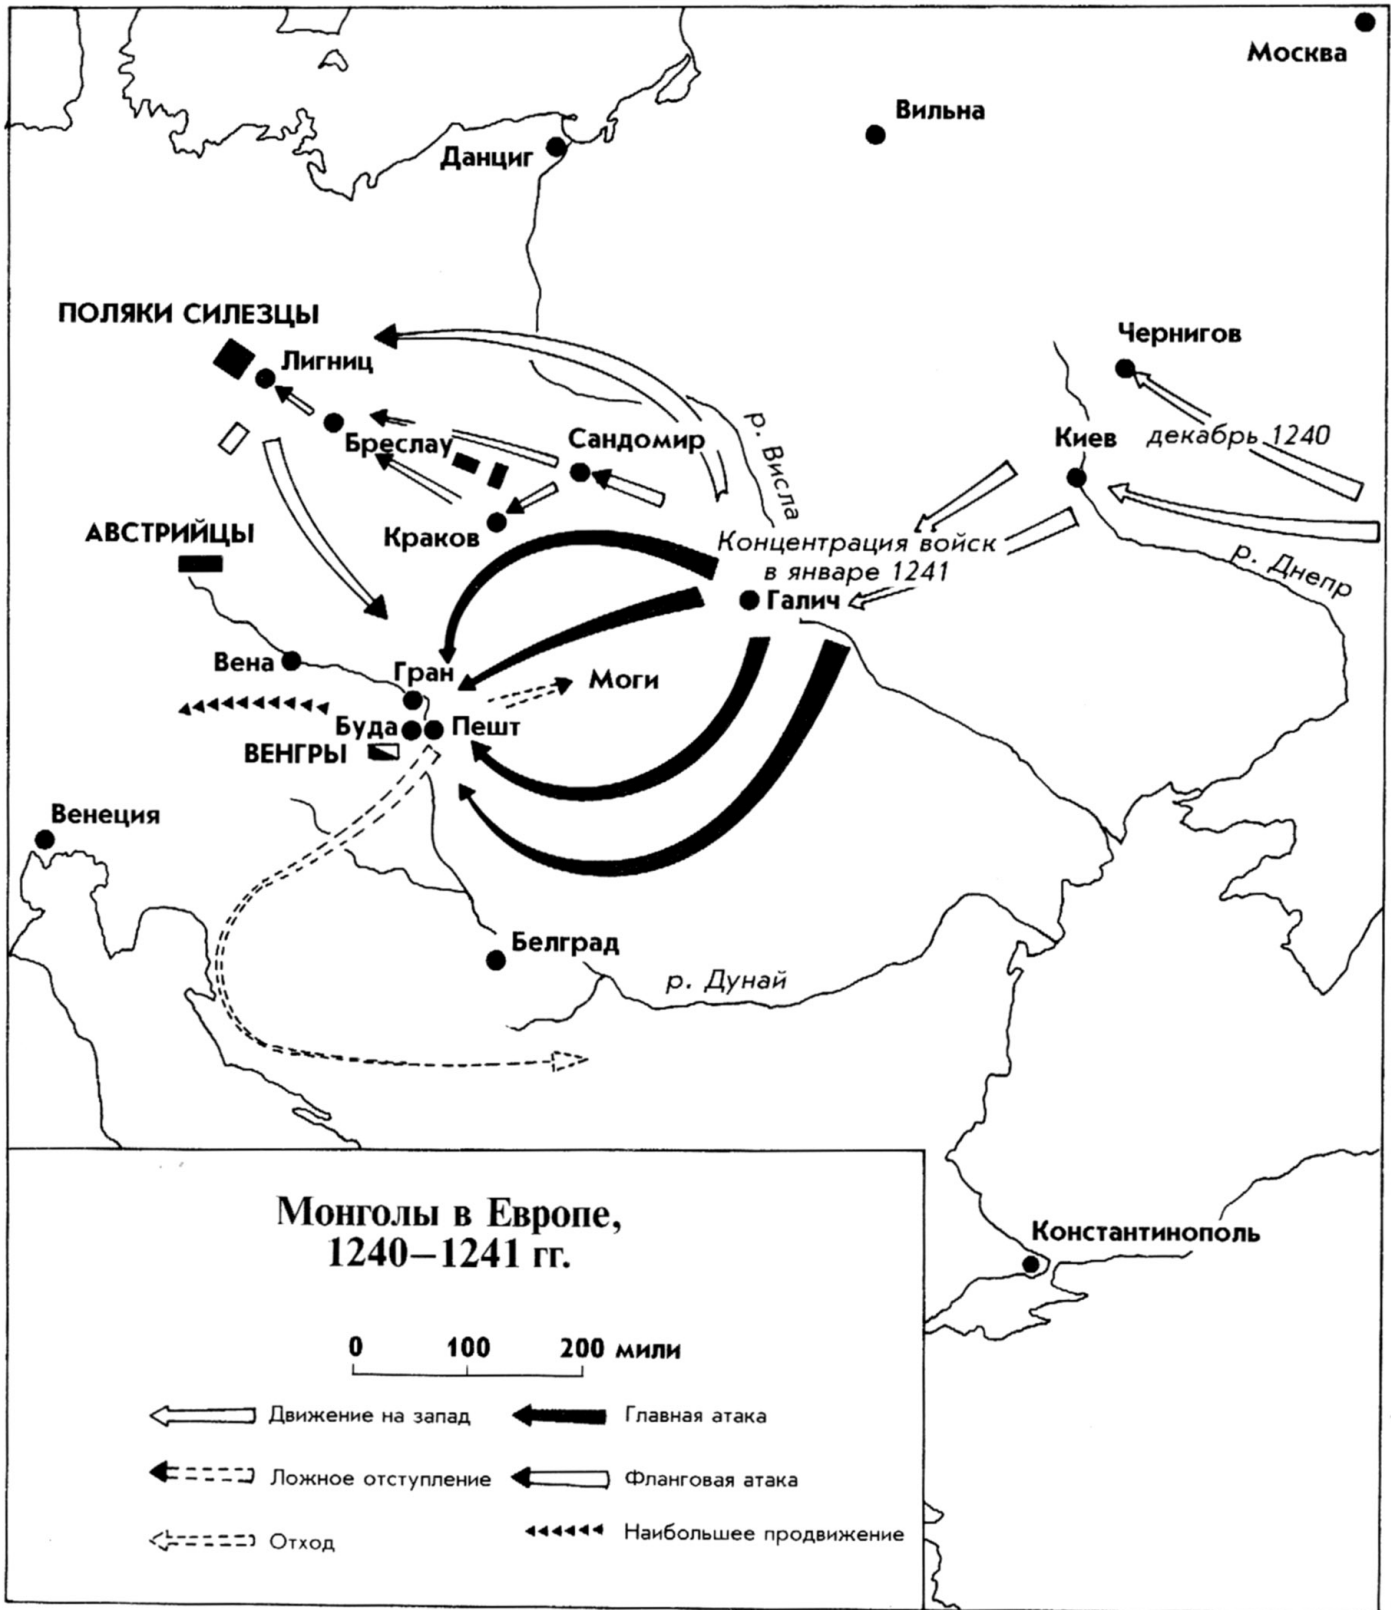 Москва
Вильна
Данциг
ПОЛЯКИ СИЛЕЗЦЫ
Лигниц
Чернигов
Бреслау
Сандомир
р. Висла
Киев
декабрь 1240
АВСТРИЙЦЫ
Краков
Концентрация войск
в январе 1241
р. Днепр
Галич
Вена
Гран
Моги
Буда
Пешт
ВЕНГРЫ
Венеция
Белград
р. Дунай
Константинополь
Монголы в Европе,
1240–1241 гг.
0 100 200 мили
Движение на запад
Главная атака
Ложное отступление
Фланговая атака
Отход
Наибольшее продвижение